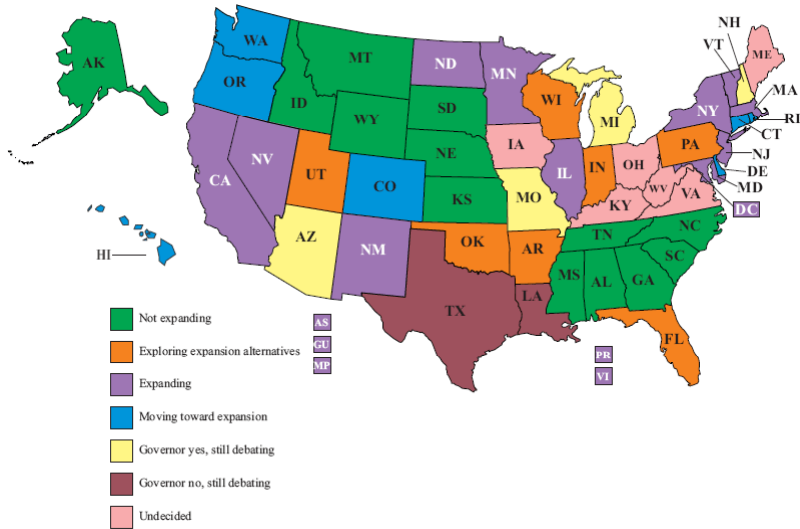 NH
VT
ME
AK
WA
MT
ND
MN
OR
ID
SD
WI
MI
NY
MA
RI
CT
WY
IA
PA
NJ
NE
NV
CA
UT
CO
IL
IN
OH
WV
VA
DE
MD
DC
KS
MO
KY
HI
AZ
NM
OK
AR
TN
NC
SC
MS
AL
GA
TX
LA
FL
AS
GU
MP
PR
VI
Not expanding
Exploring expansion alternatives
Expanding
Moving toward expansion
Governor yes, still debating
Governor no, still debating
Undecided